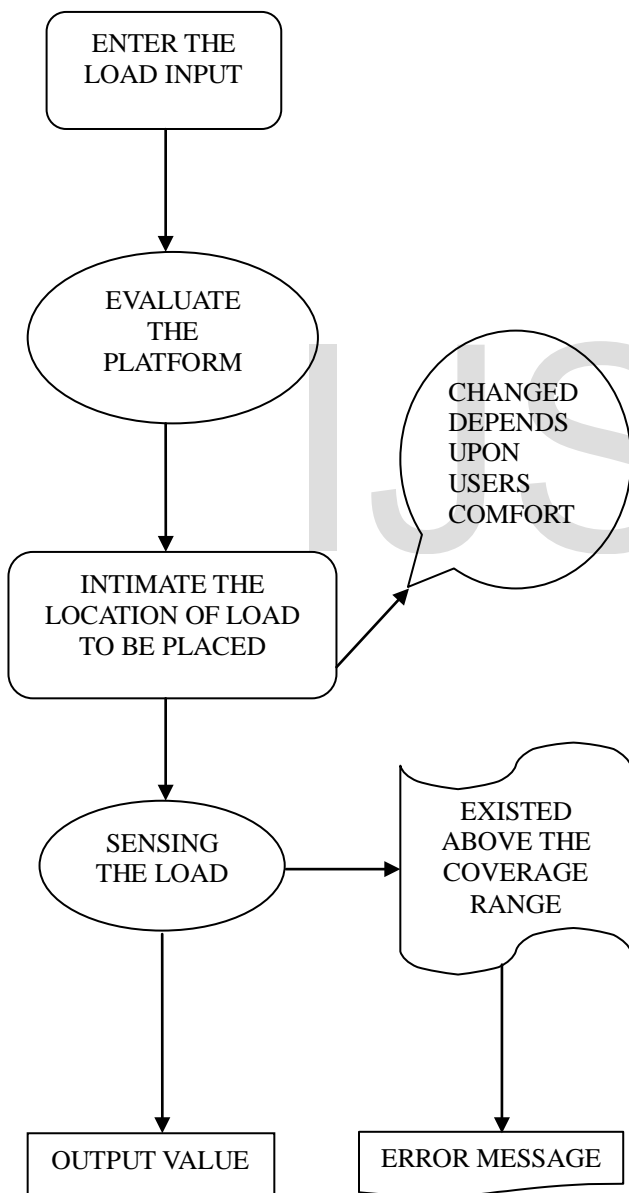 ENTER THE
LOAD INPUT
EVALUATE
THE
PLATFORM
CHANGED
DEPENDS
UPON
USERS
COMFORT
INTIMATE THE
LOCATION OF LOAD
TO BE PLACED
SENSING
THE LOAD
EXISTED
ABOVE THE
COVERAGE
RANGE
OUTPUT VALUE
ERROR MESSAGE
IJS